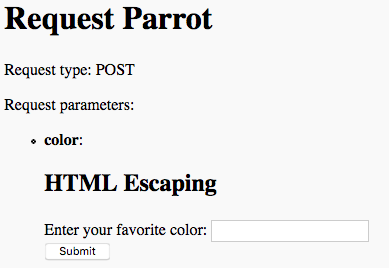 Request Parrot
Request type: POST
Request parameters:
color:
HTML Escaping
Enter your favorite color:
Submit